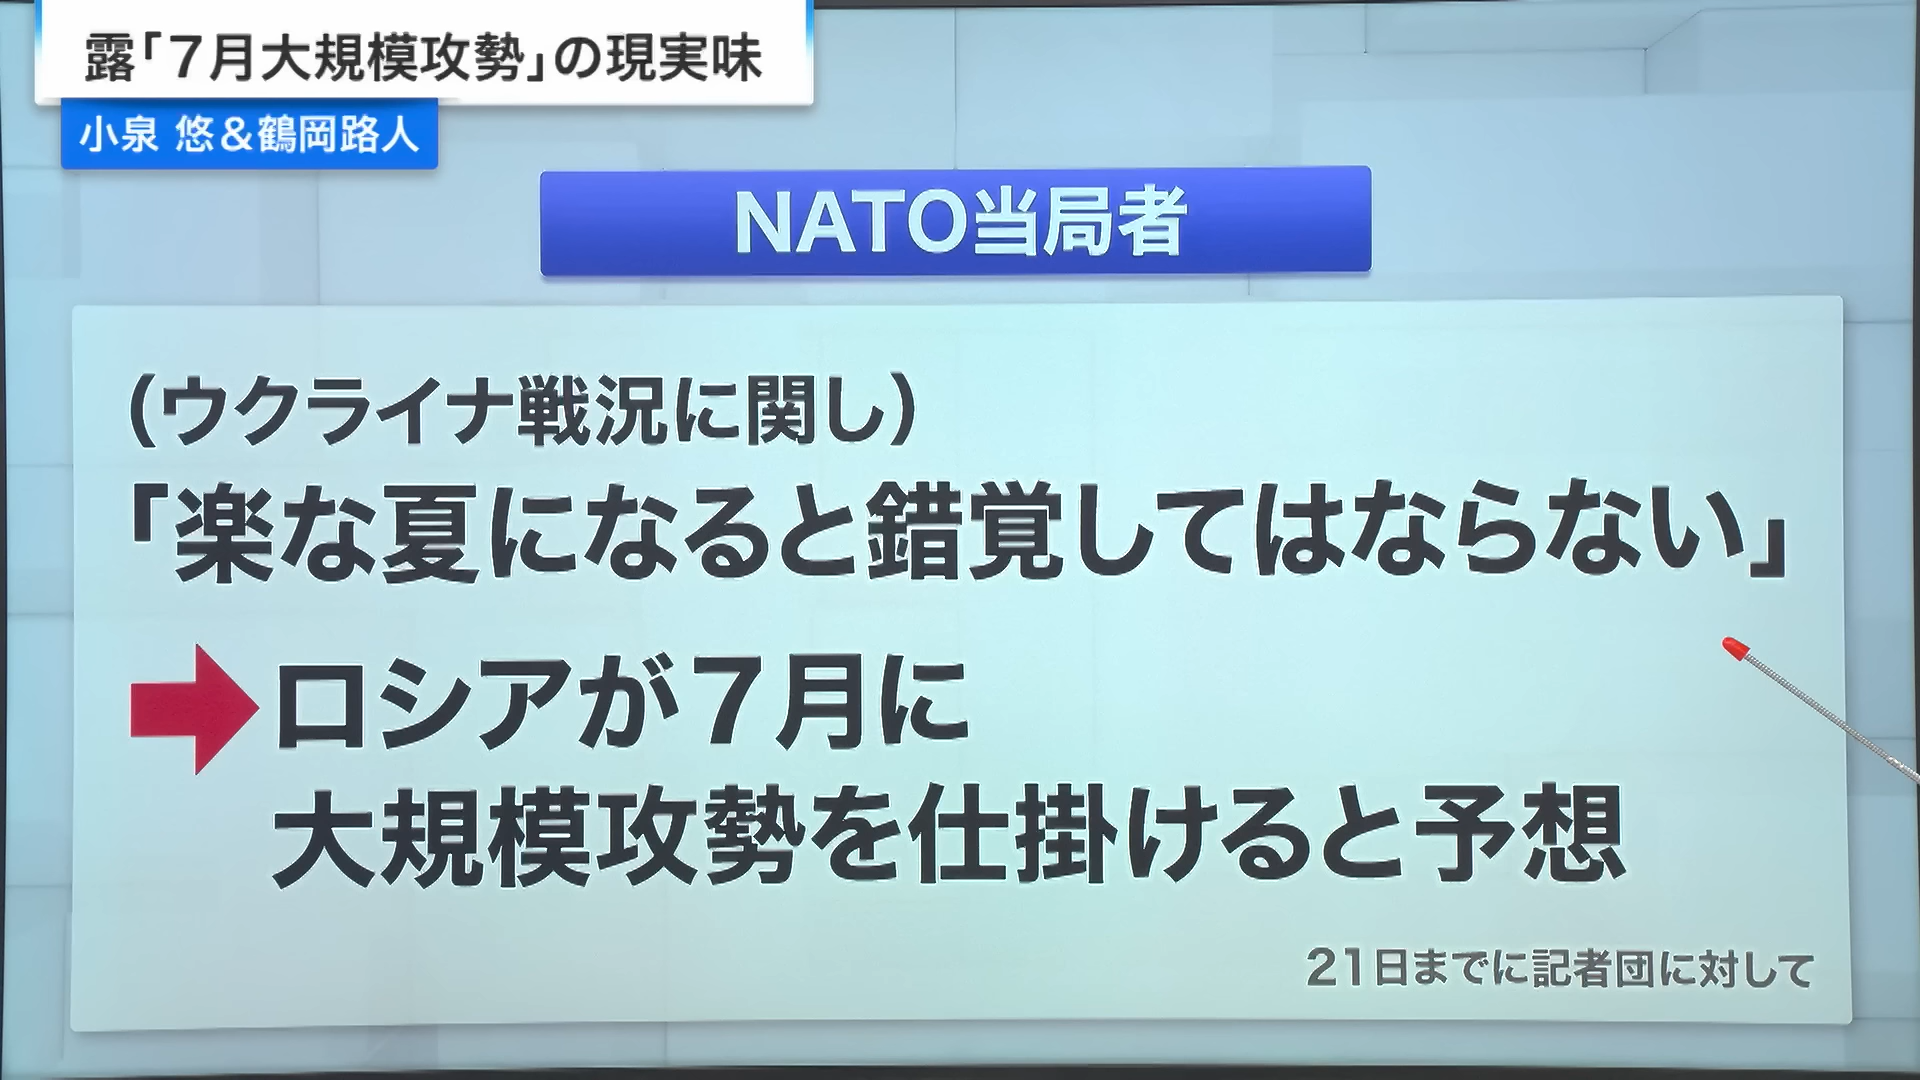 露「7月大規模攻勢」の現実味
小泉 悠&鶴岡路人
NATO当局者
(ウクライナ戦況に関し)
「楽な夏になると錯覚してはならない」
➡ロシアが7月に
大規模攻勢を仕掛けると予想
21日までに記者団に対して